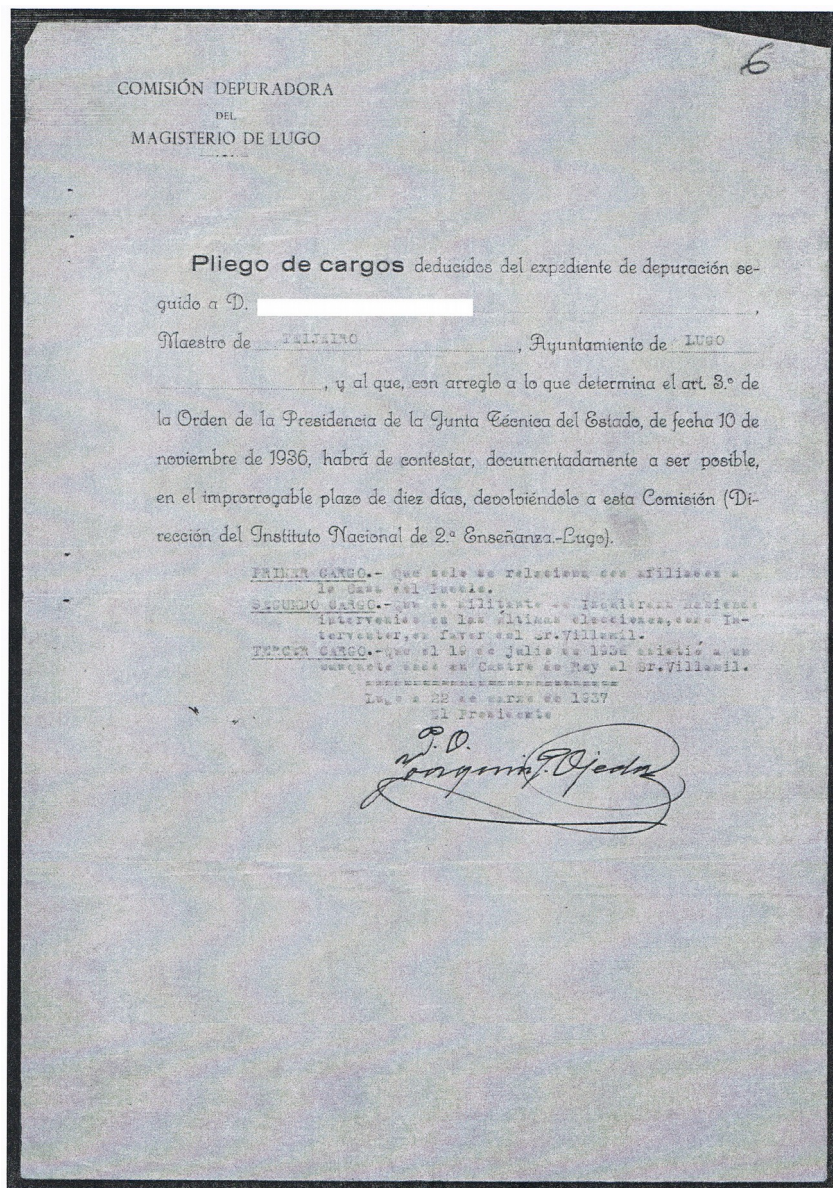 6
COMISIÓN DEPURADORA
DEL
MAGISTERIO DE LUGO
Pliego de cargos deducidos del expediente de depuración se-
guido a D.
Maestro de TEIJEIRO, Ayuntamiento de LUGO
, y al que, con arreglo a lo que determina el art. 3.º de
la Orden de la Presidencia de la Junta Técnica del Estado, de fecha 10 de
noviembre de 1936, habrá de contestar, documentadamente a ser posible,
en el improrrogable plazo de diez días, devolviéndolo a esta Comisión (Di-
rección del Instituto Nacional de 2.ª Enseñanza.-Lugo).
PRIMER CARGO.- Que solo se relaciona con afiliados a
la Casa del Pueblo.
SEGUNDO CARGO.-Que es militante de Izquierda habiendo
intervenido en las últimas elecciones, como In-
terventor, en favor del Sr.Villamil.
TERCER CARGO.-Que el 19 de julio de 1936 asistió a un
banquete dado en Castro de Rey al Sr.Villamil.
Lugo a 22 de marzo de 1937
El Presidente
P.O.
Joaquin P. Ojeda